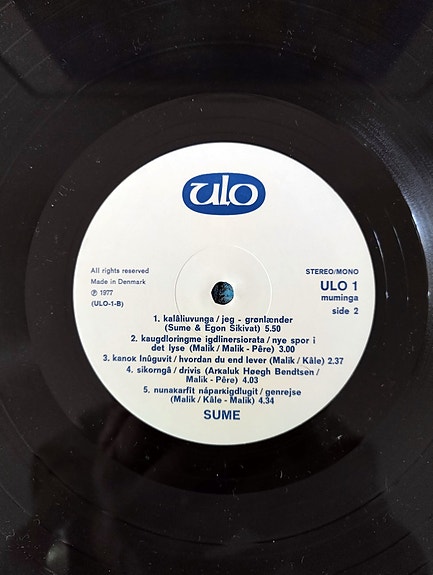 ulo
All rights reserved
Made in Denmark
℗ 1977
(ULO-1-B)
STEREO/MONO
ULO 1
muminga
side 2
1. kalâliuvunga / jeg - grønlænder
(Sume & Egon Sikivat) 5.50
2. kaugdloringme igdlinersiorata / nye spor i
det lyse (Malik / Malik - Pêre) 3.00
3. kanoĸ Inûguvit / hvordan du end lever (Malik / Kâle) 2.37
4. sikorngâ / drivis (Arkaluk Høegh Bendtsen /
Malik - Pêre) 4.03
5. nunaĸarfit náparkigdlugit / genrejse
(Malik / Kâle - Malik) 4.34
SUME